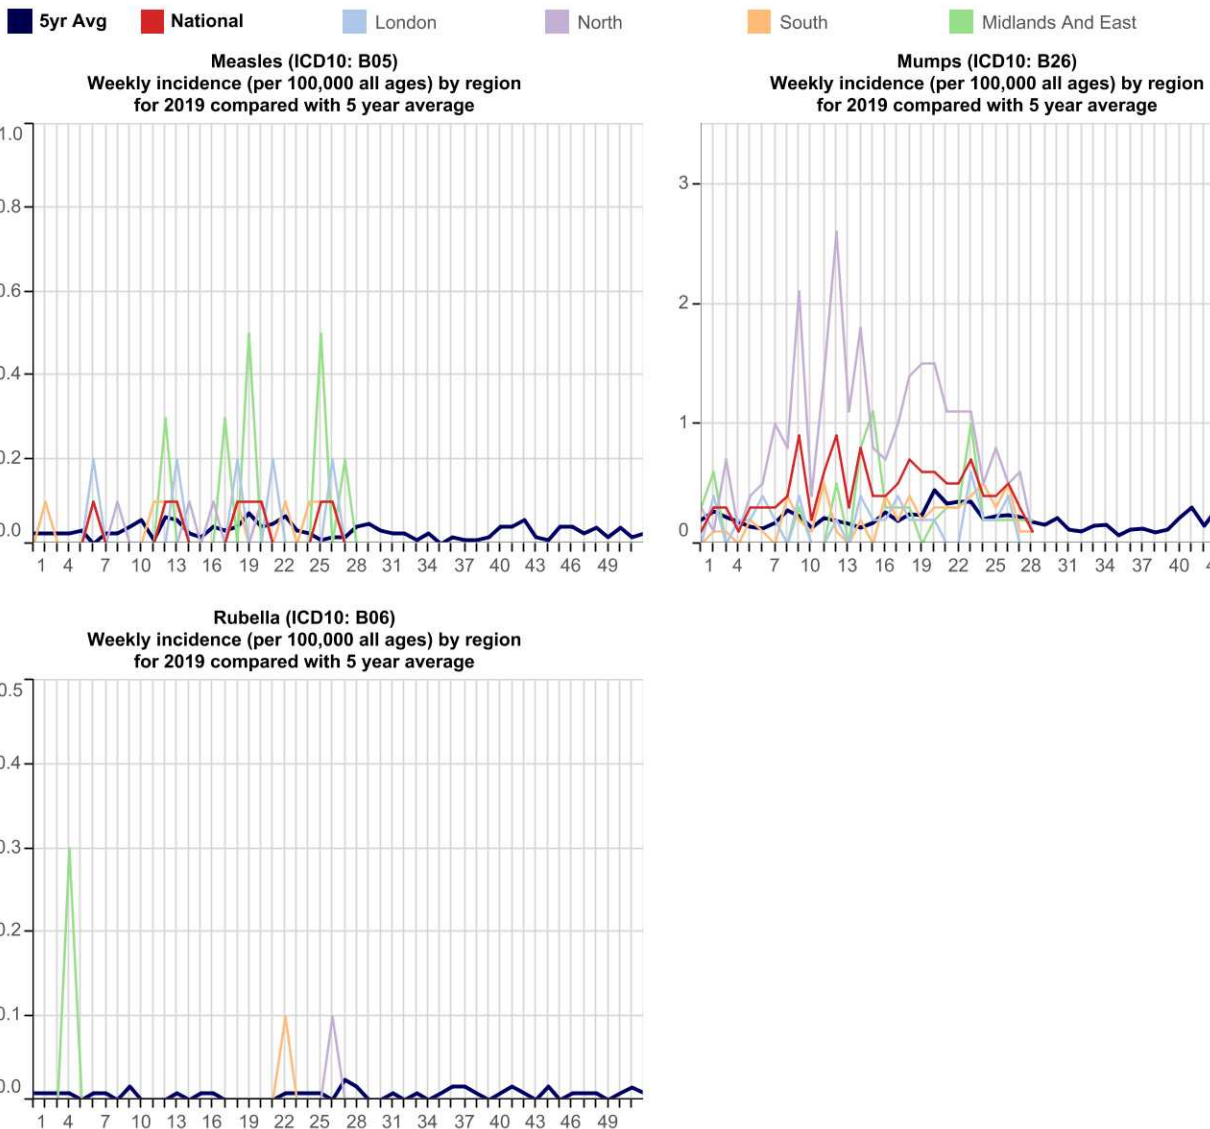 5yr Avg National London North South Midlands And East
Measles (ICD10: B05)
Weekly incidence (per 100,000 all ages) by region
for 2019 compared with 5 year average
1.0
0.8
0.6
0.4
0.2
0.0
1 4 7 10 13 16 19 22 25 28 31 34 37 40 43 46 49
Mumps (ICD10: B26)
Weekly incidence (per 100,000 all ages) by region
for 2019 compared with 5 year average
3
2
1
0
1 4 7 10 13 16 19 22 25 28 31 34 37 40
Rubella (ICD10: B06)
Weekly incidence (per 100,000 all ages) by region
for 2019 compared with 5 year average
0.5
0.4
0.3
0.2
0.1
0.0
1 4 7 10 13 16 19 22 25 28 31 34 37 40 43 46 49